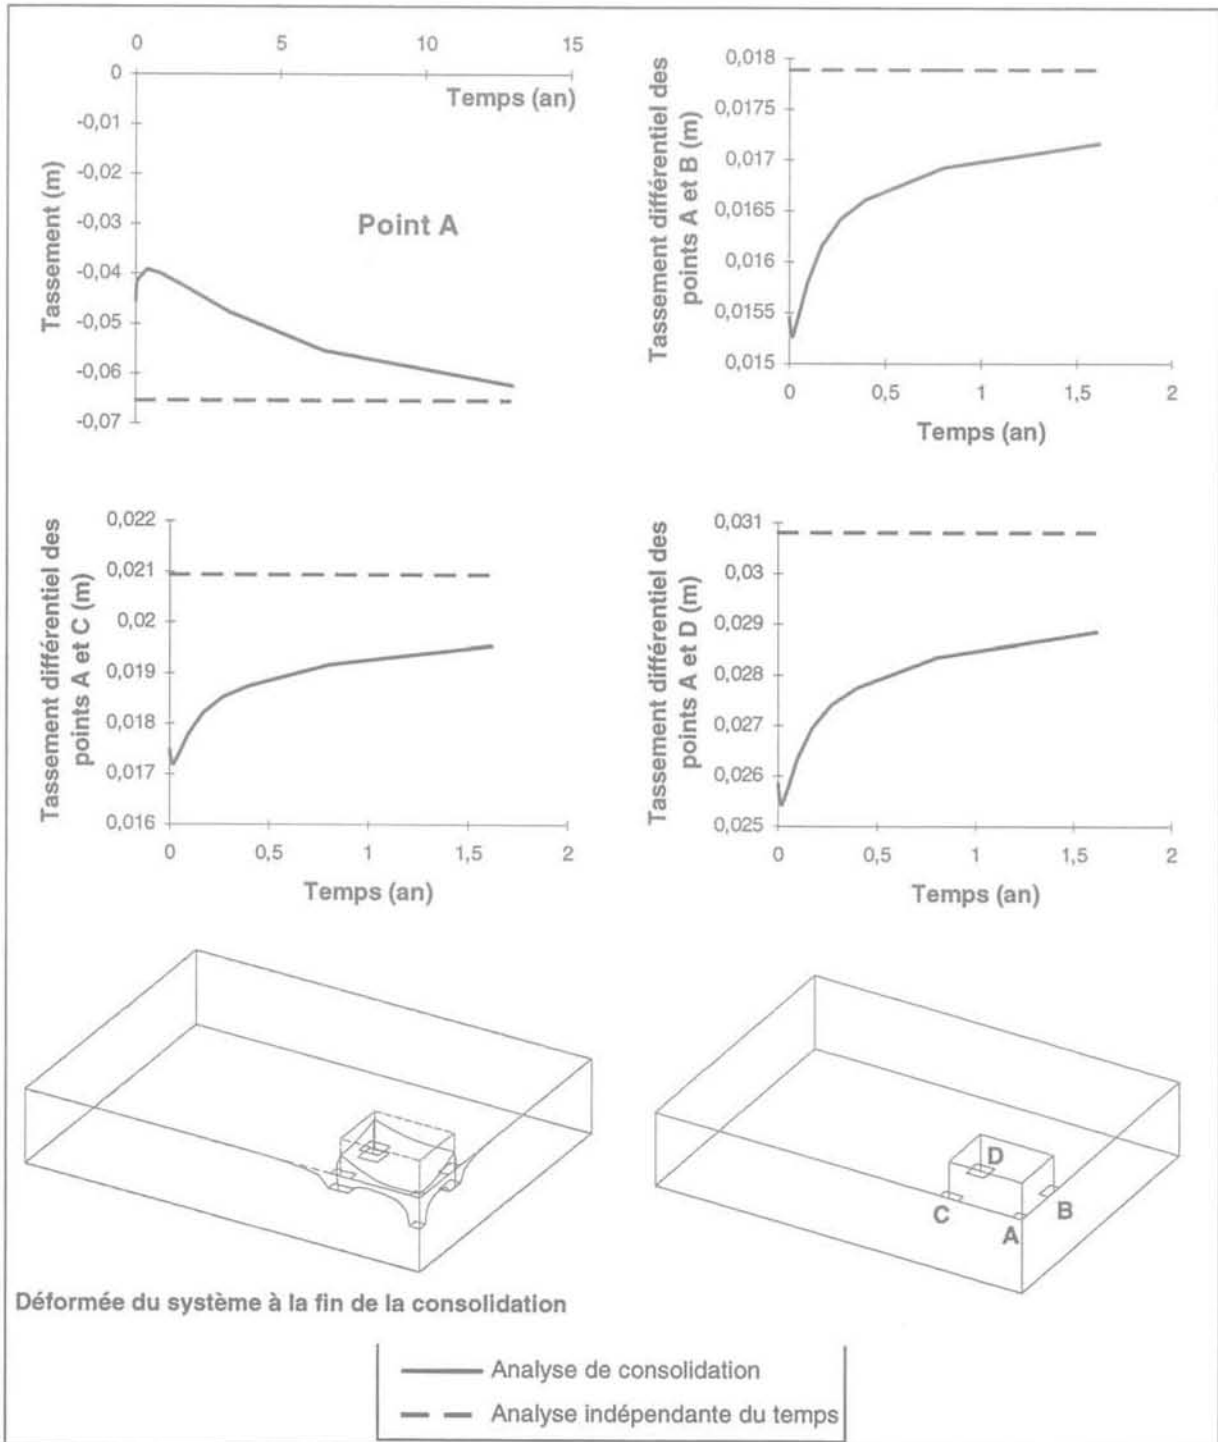 0 5 10 15
Temps (an)
0
-0,01
-0,02
-0,03
-0,04
-0,05
-0,06
-0,07
Tassement (m)
Point A
Tassement différentiel des
points A et B (m)
0,018
0,0175
0,017
0,0165
0,016
0,0155
0,015
0 0,5 1 1,5 2
Temps (an)
Tassement différentiel des
points A et C (m)
0,022
0,021
0,02
0,019
0,018
0,017
0,016
0 0,5 1 1,5 2
Temps (an)
Tassement différentiel des
points A et D (m)
0,031
0,03
0,029
0,028
0,027
0,026
0,025
0 0,5 1 1,5 2
Temps (an)
D
C
B
A
Déformée du système à la fin de la consolidation
Analyse de consolidation
Analyse indépendante du temps